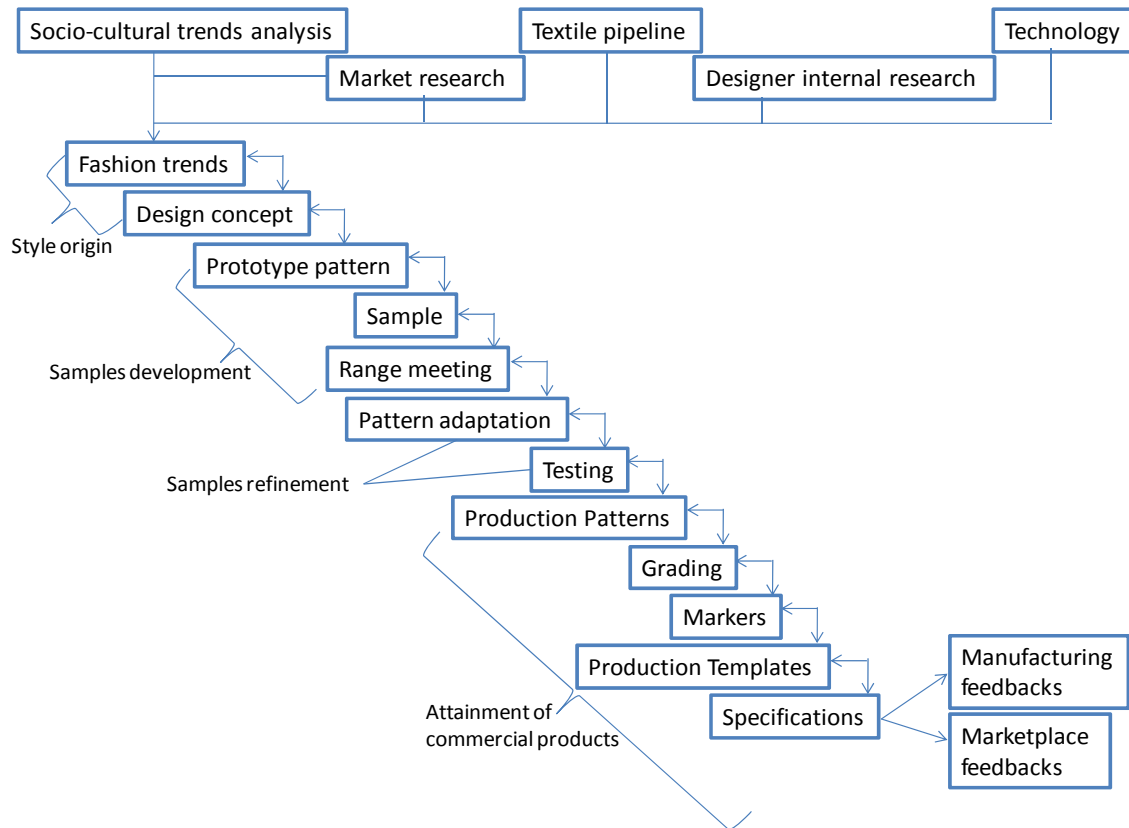 Socio-cultural trends analysis
Textile pipeline
Technology
Market research
Designer internal research
Fashion trends
Design concept
Style origin
Prototype pattern
Sample
Range meeting
Samples development
Pattern adaptation
Testing
Samples refinement
Production Patterns
Grading
Markers
Production Templates
Specifications
Manufacturing
feedbacks
Marketplace
feedbacks
Attainment of
commercial products